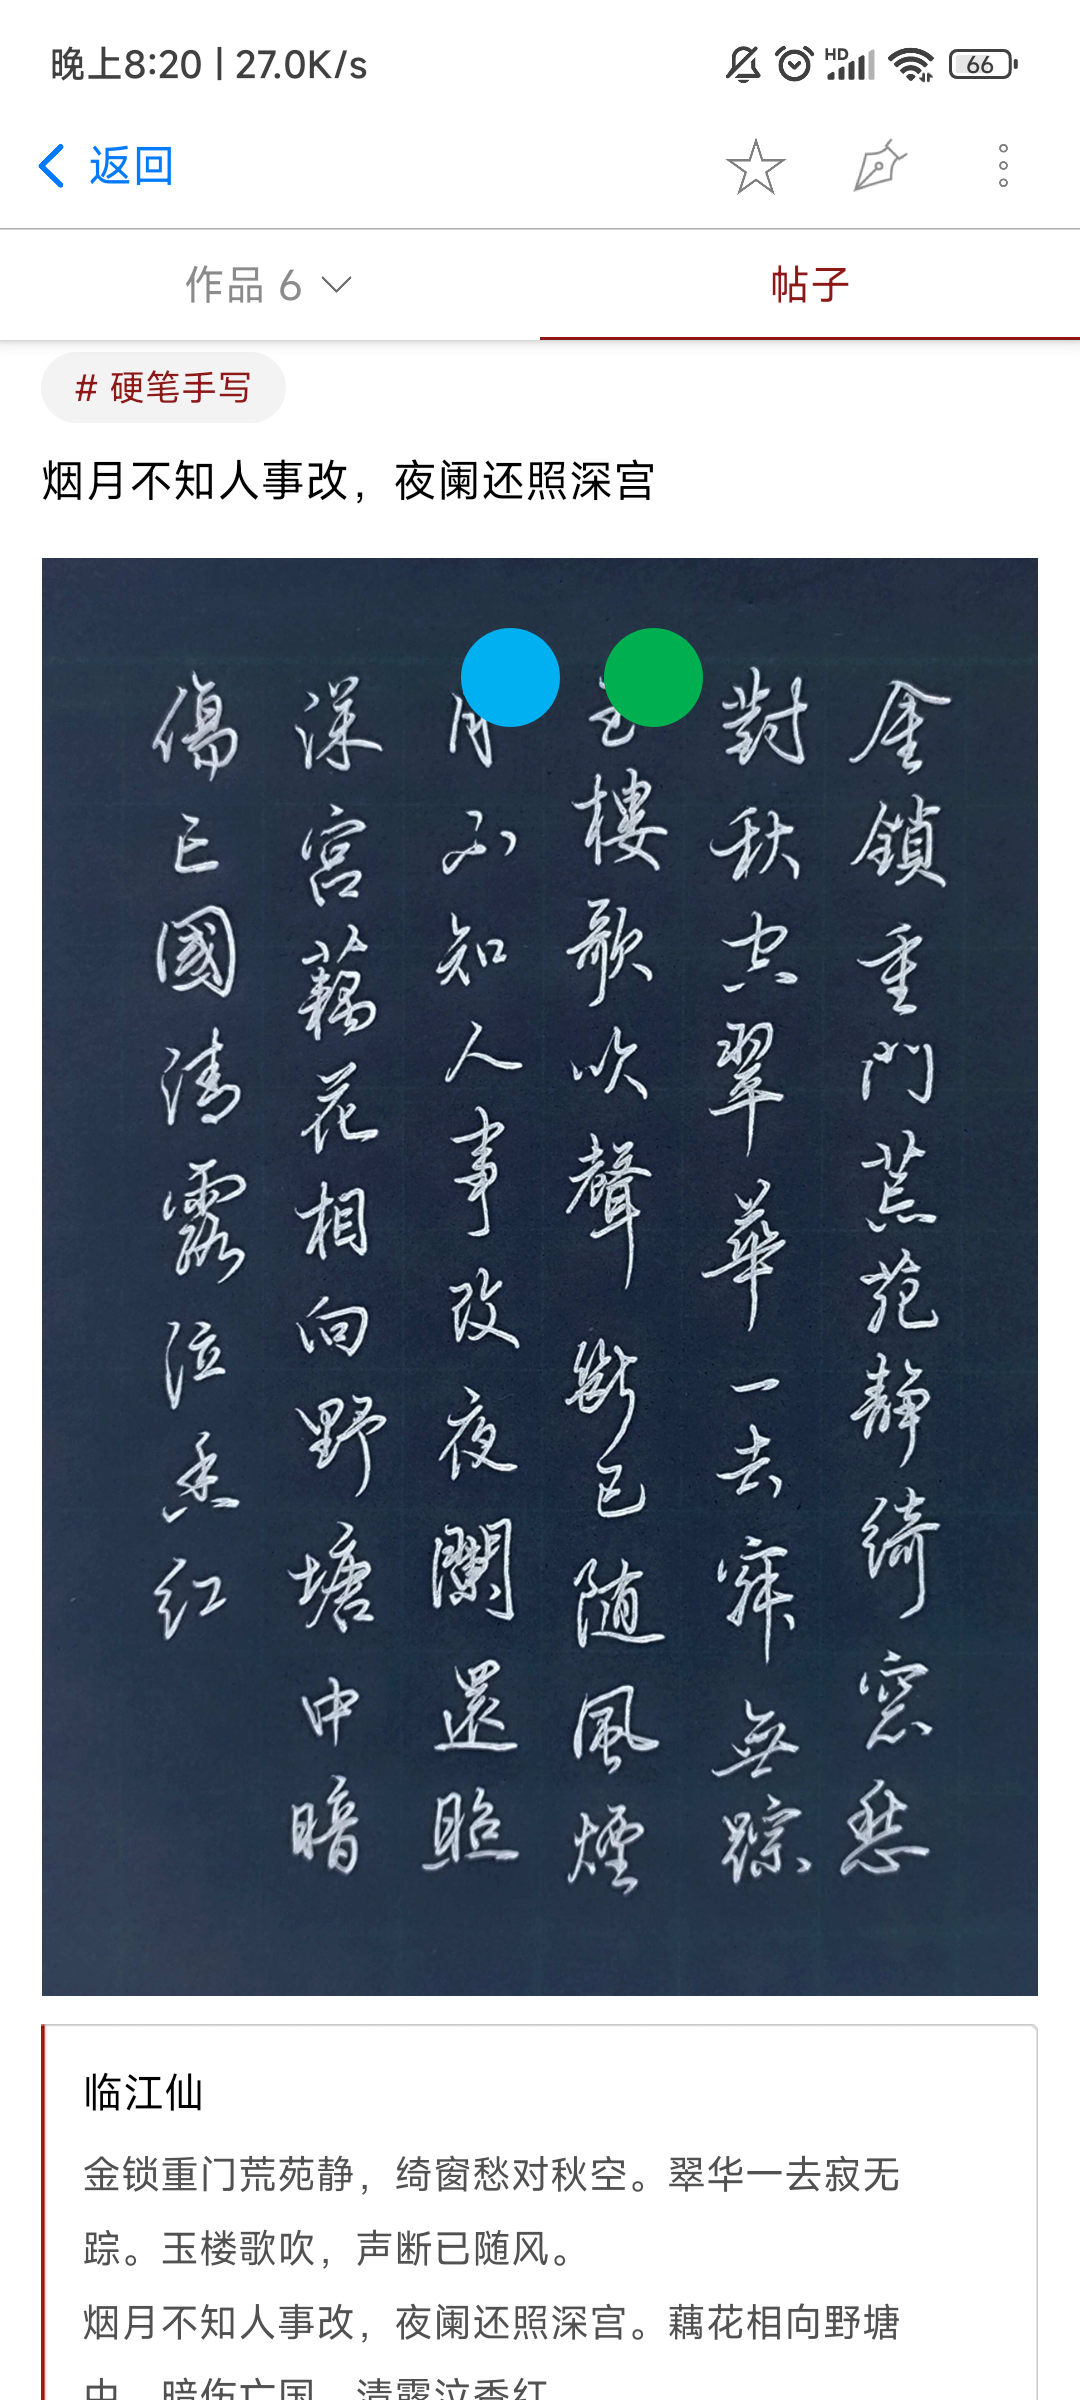 晚上8:20 | 27.0K/s
HD
66
返回
作品 6
帖子
# 硬笔手写
烟月不知人事改，夜阑还照深宫
金鎖重門荒苑靜綺窓愁
對秋空翠華一去寂無踪
樓歌吹聲斷已随風煙
月不知人事改夜闌還照
深宮藕花相向野塘中暗
傷亡國清露泣香紅
临江仙
金锁重门荒苑静，绮窗愁对秋空。翠华一去寂无
踪。玉楼歌吹，声断已随风。
烟月不知人事改，夜阑还照深宫。藕花相向野塘
中，暗伤亡国，清露泣香红